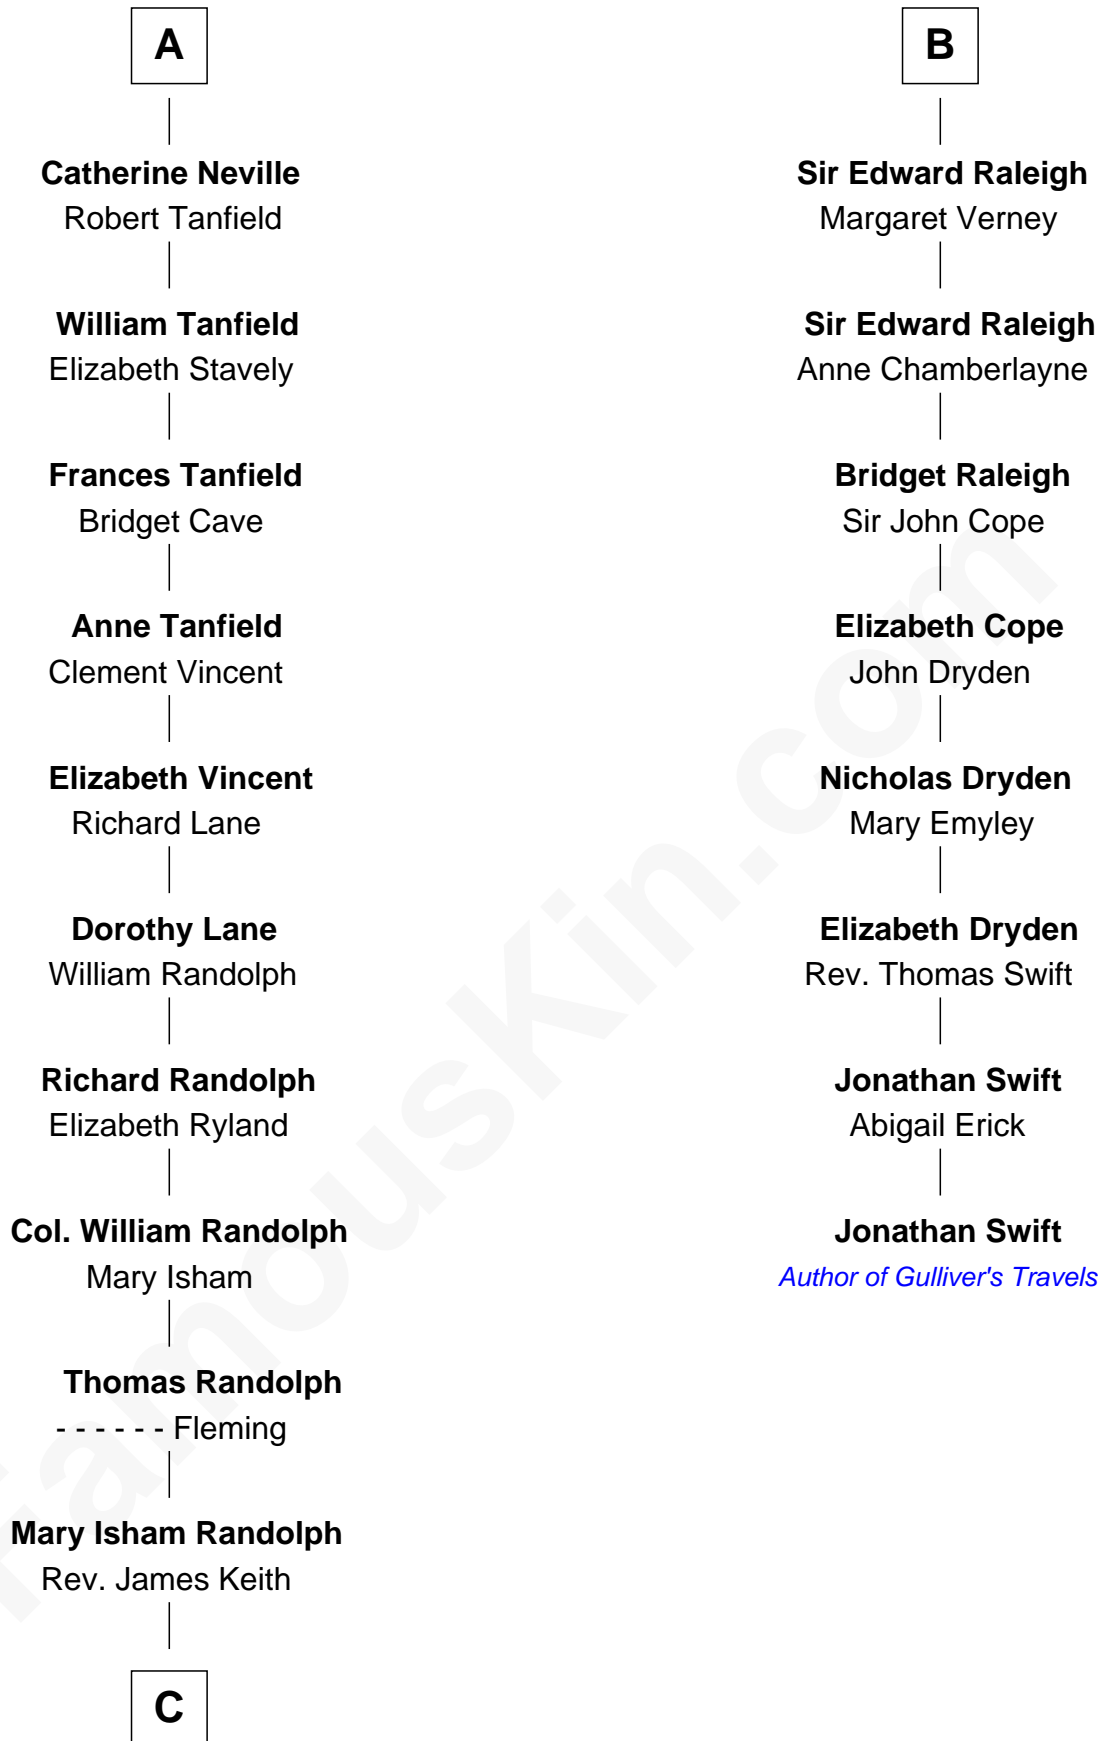 A
Catherine Neville
Robert Tanfield
William Tanfield
Elizabeth Stavely
Frances Tanfield
Bridget Cave
Anne Tanfield
Clement Vincent
Elizabeth Vincent
Richard Lane
Dorothy Lane
William Randolph
Richard Randolph
Elizabeth Ryland
Col. William Randolph
Mary Isham
Thomas Randolph
- - - - - - Fleming
Mary Isham Randolph
Rev. James Keith
C
B
Sir Edward Raleigh
Margaret Verney
Sir Edward Raleigh
Anne Chamberlayne
Bridget Raleigh
Sir John Cope
Elizabeth Cope
John Dryden
Nicholas Dryden
Mary Emyley
Elizabeth Dryden
Rev. Thomas Swift
Jonathan Swift
Abigail Erick
Jonathan Swift
Author of Gulliver's Travels
FamousKin.com